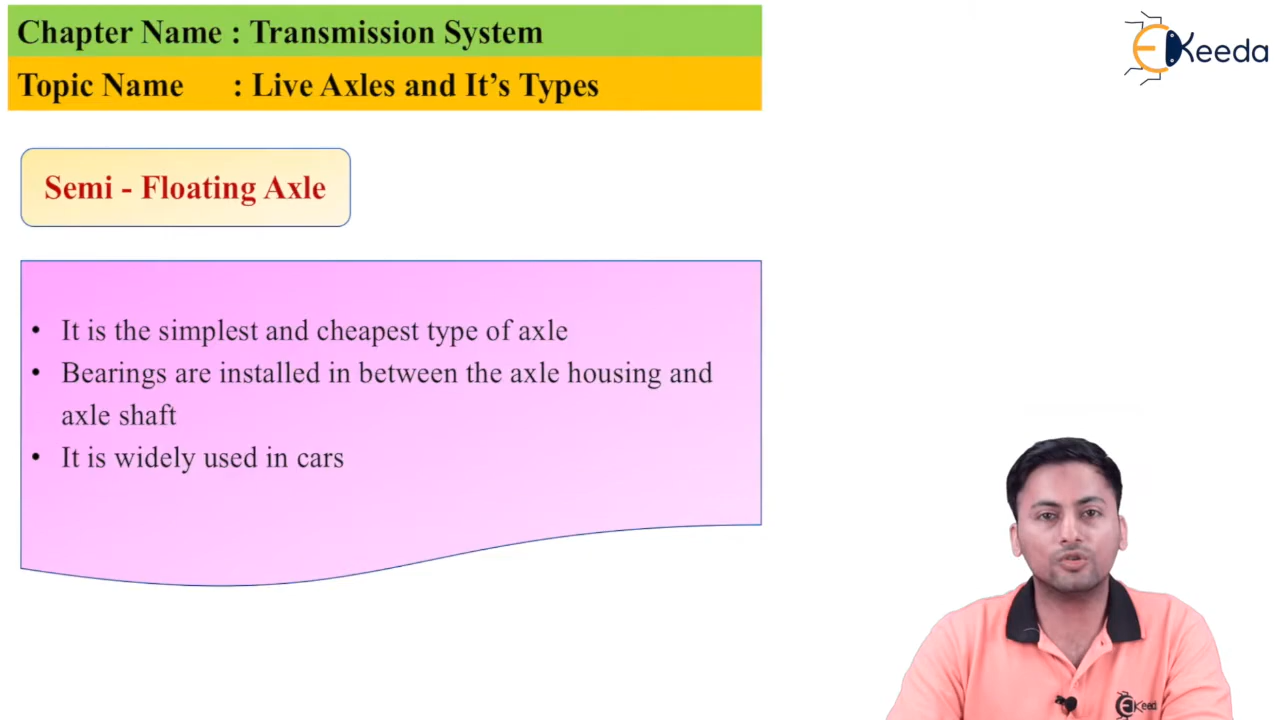 Chapter Name : Transmission System
Topic Name : Live Axles and It's Types
EKeeda
Semi - Floating Axle
• It is the simplest and cheapest type of axle
• Bearings are installed in between the axle housing and
axle shaft
• It is widely used in cars
EKeeda